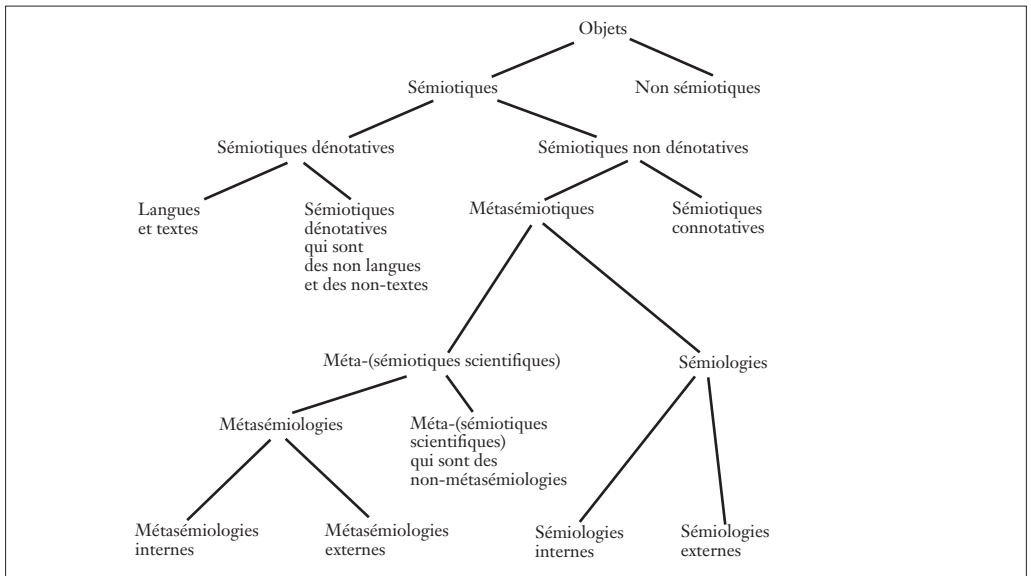 Objets
Sémiotiques
Non sémiotiques
Sémiotiques dénotatives
Sémiotiques non dénotatives
Langues
et textes
Sémiotiques
dénotatives
qui sont
des non langues
et des non-textes
Métasémiotiques
Sémiotiques
connotatives
Méta-(sémiotiques scientifiques)
Sémiologies
Métasémiologies
Méta-(sémiotiques
scientifiques)
qui sont des
non-métasémiologies
Métasémiologies
internes
Métasémiologies
externes
Sémiologies
internes
Sémiologies
externes